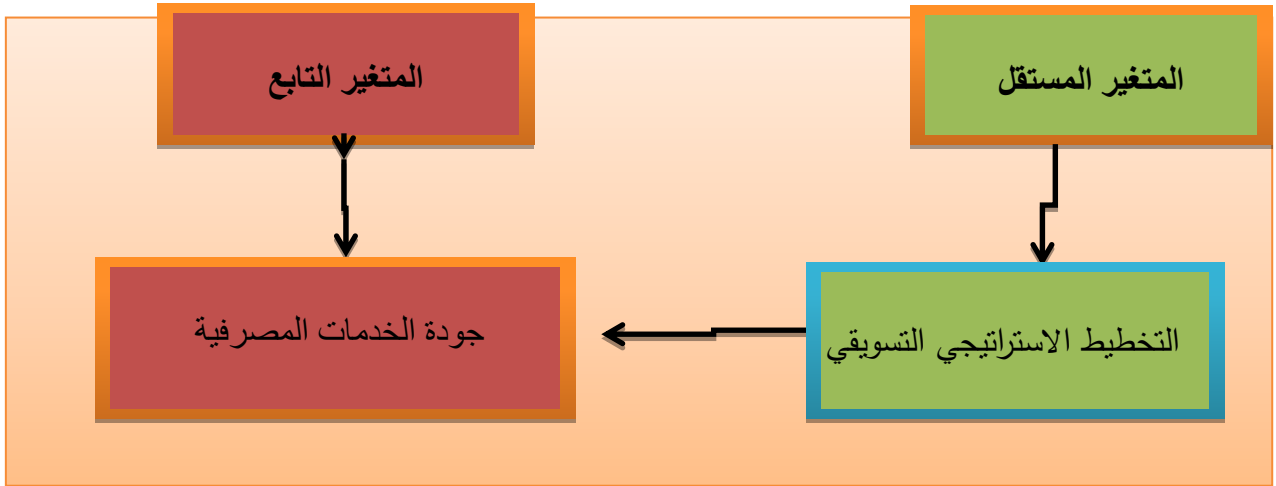 المتغير المستقل
المتغير التابع
التخطيط الاستراتيجي التسويقي
جودة الخدمات المصرفية